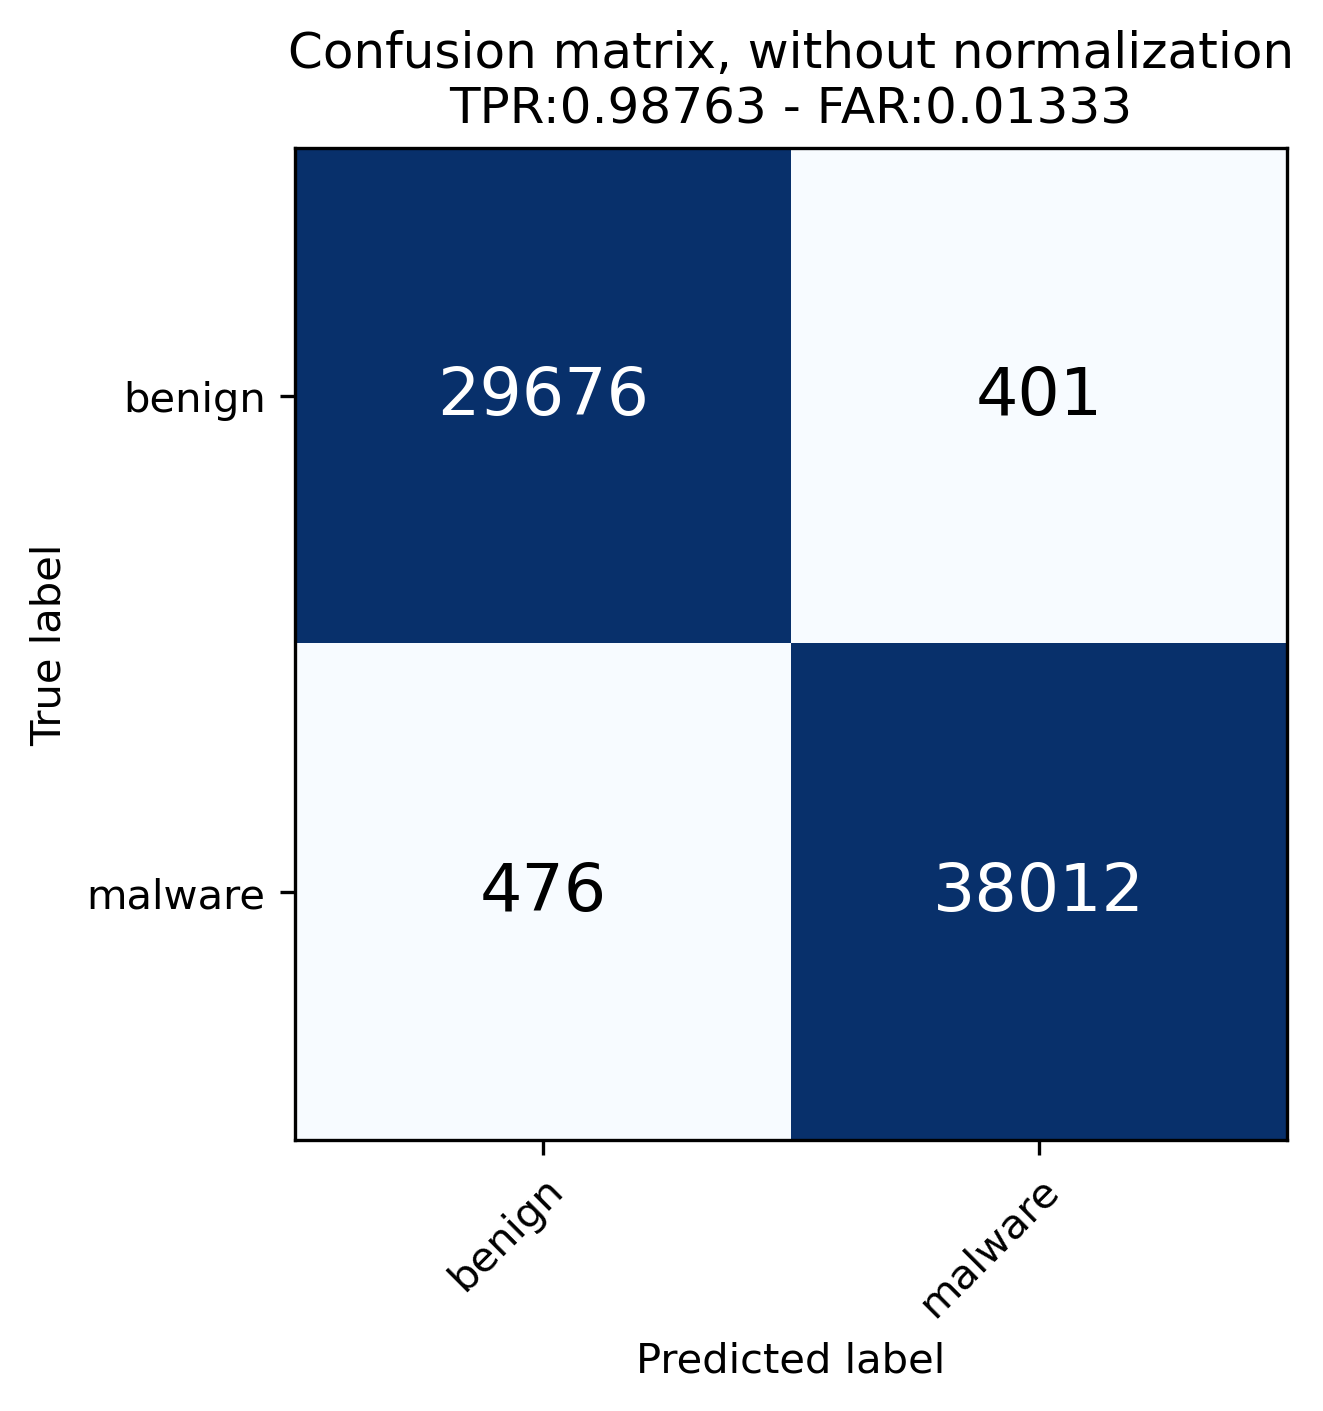 Confusion matrix, without normalization
TPR:0.98763 - FAR:0.01333
True label
benign
29676
401
malware
476
38012
benign
malware
Predicted label